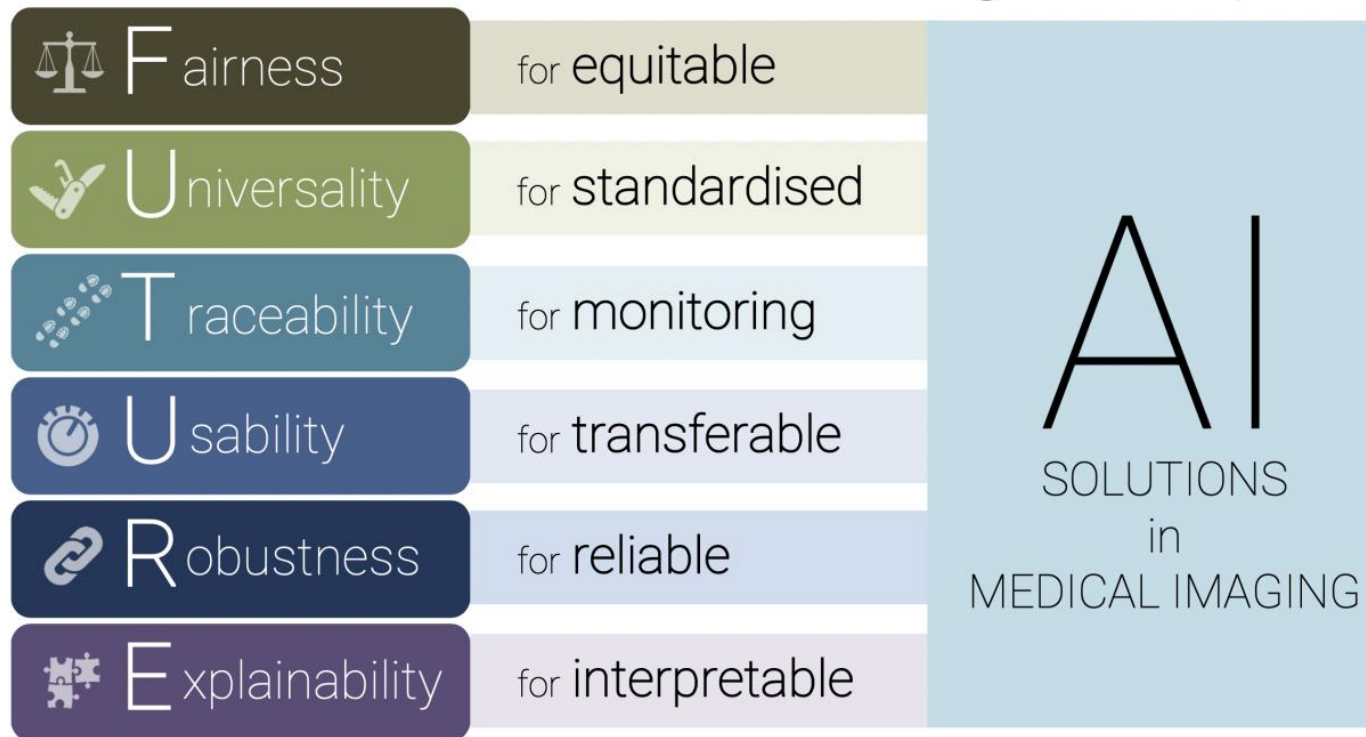 Fairness for equitable
Universality for standardised
Traceability for monitoring
Usability for transferable
Robustness for reliable
Explainability for interpretable
AI
SOLUTIONS
in
MEDICAL IMAGING